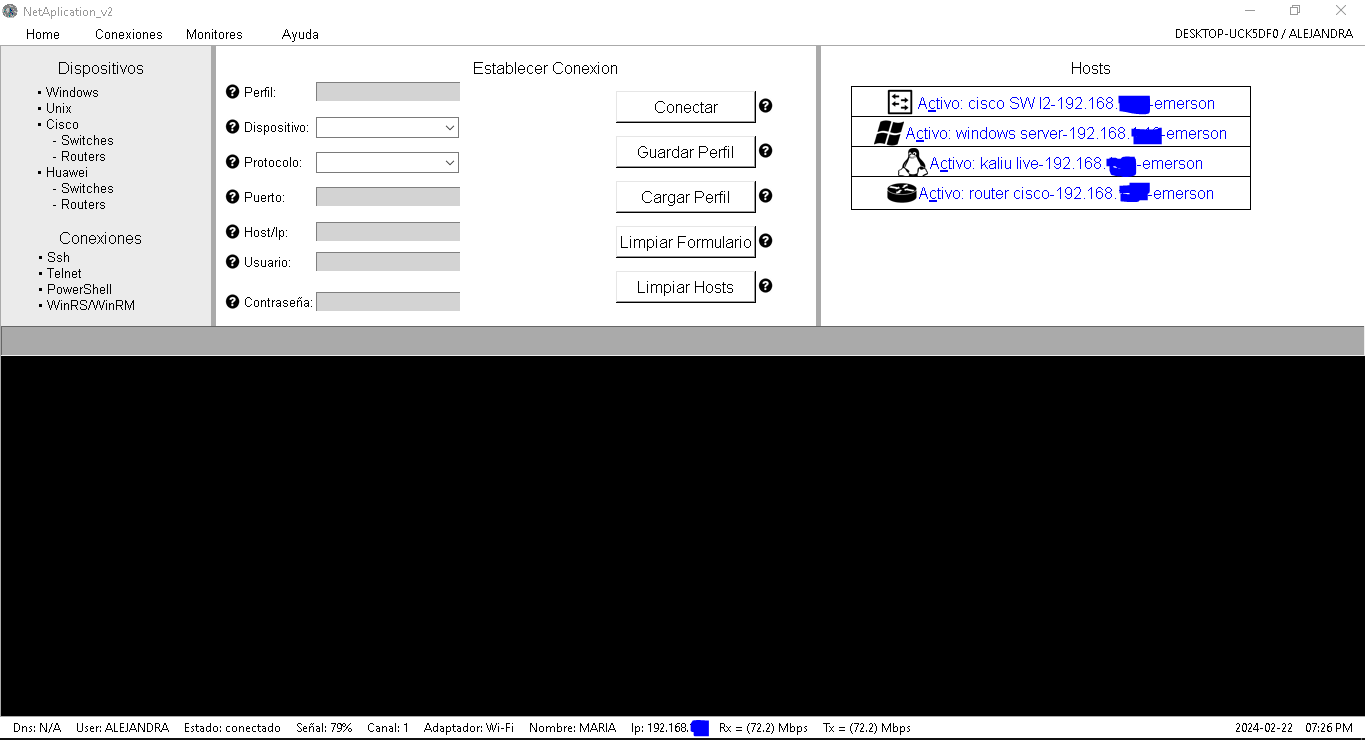 NetAplication_v2
Home Conexiones Monitores Ayuda DESKTOP-UCK5DF0 / ALEJANDRA
Dispositivos
▪ Windows
▪ Unix
▪ Cisco
- Switches
- Routers
▪ Huawei
- Switches
- Routers
Conexiones
▪ Ssh
▪ Telnet
▪ PowerShell
▪ WinRS/WinRM
Establecer Conexion
? Perfil:
? Dispositivo:
? Protocolo:
? Puerto:
? Host/Ip:
? Usuario:
? Contraseña:
Conectar ?
Guardar Perfil ?
Cargar Perfil ?
Limpiar Formulario ?
Limpiar Hosts ?
Hosts
Activo: cisco SW l2-192.168. -emerson
Activo: windows server-192.168. -emerson
Activo: kaliu live-192.168. -emerson
Activo: router cisco-192.168. -emerson
Dns: N/A User: ALEJANDRA Estado: conectado Señal: 79% Canal: 1 Adaptador: Wi-Fi Nombre: MARIA Ip: 192.168. Rx = (72.2) Mbps Tx = (72.2) Mbps 2024-02-22 07:26 PM